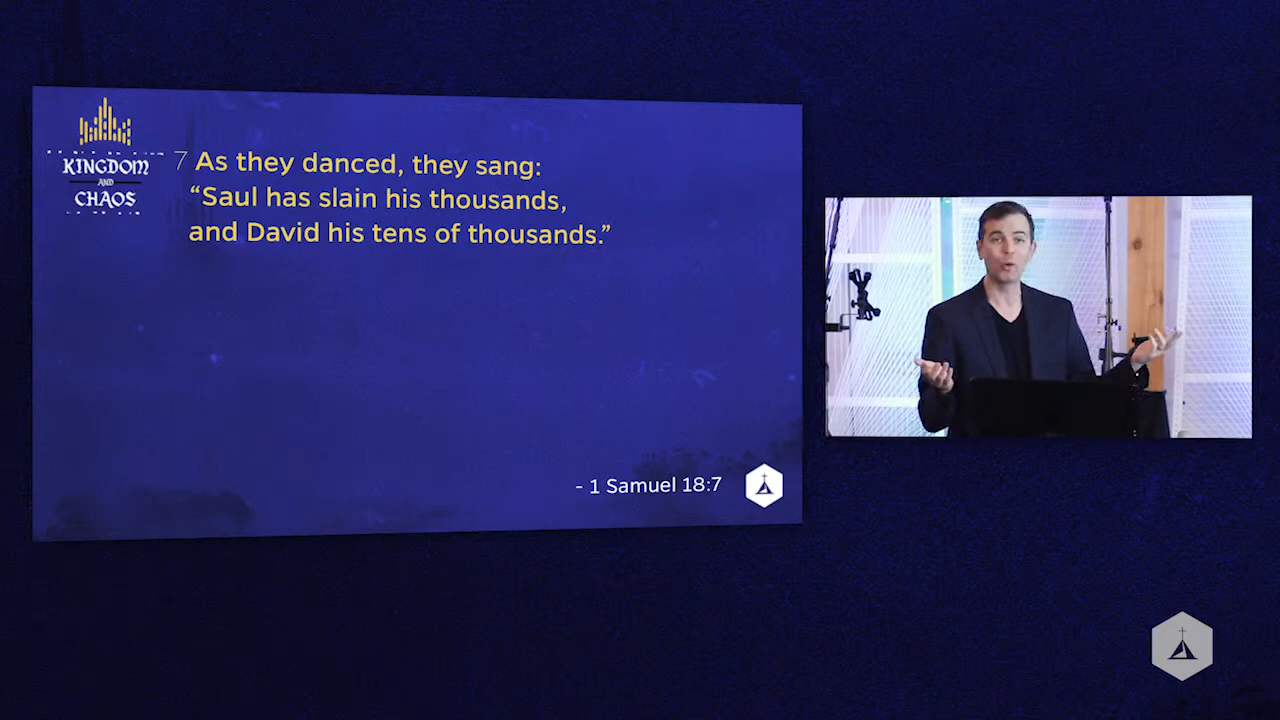 KINGDOM
AND
CHAOS
7 As they danced, they sang:
“Saul has slain his thousands,
and David his tens of thousands.”
- 1 Samuel 18:7